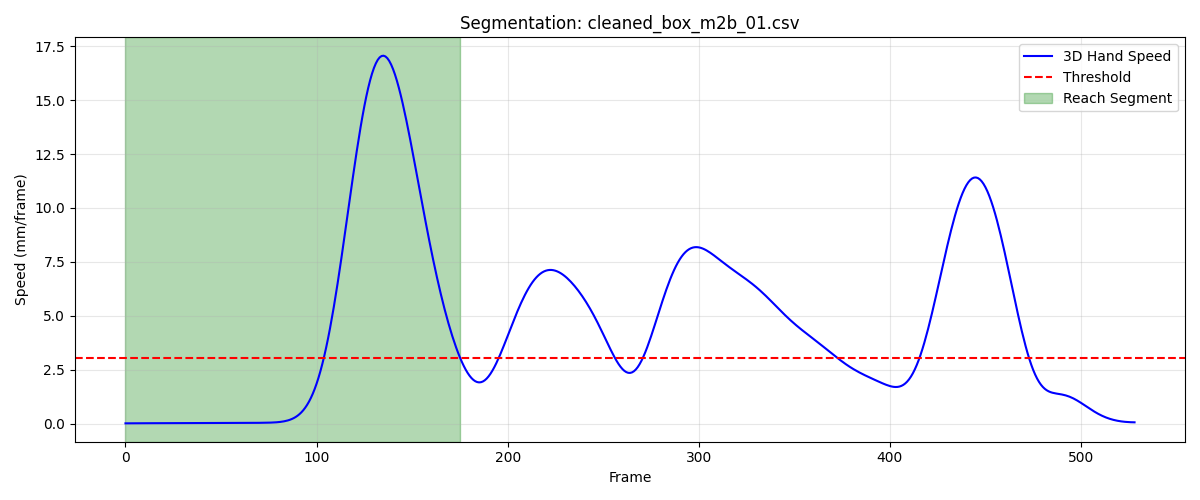 Segmentation: cleaned_box_m2b_01.csv
3D Hand Speed
Threshold
Reach Segment
Speed (mm/frame)
17.5
15.0
12.5
10.0
7.5
5.0
2.5
0.0
0 100 200 300 400 500
Frame